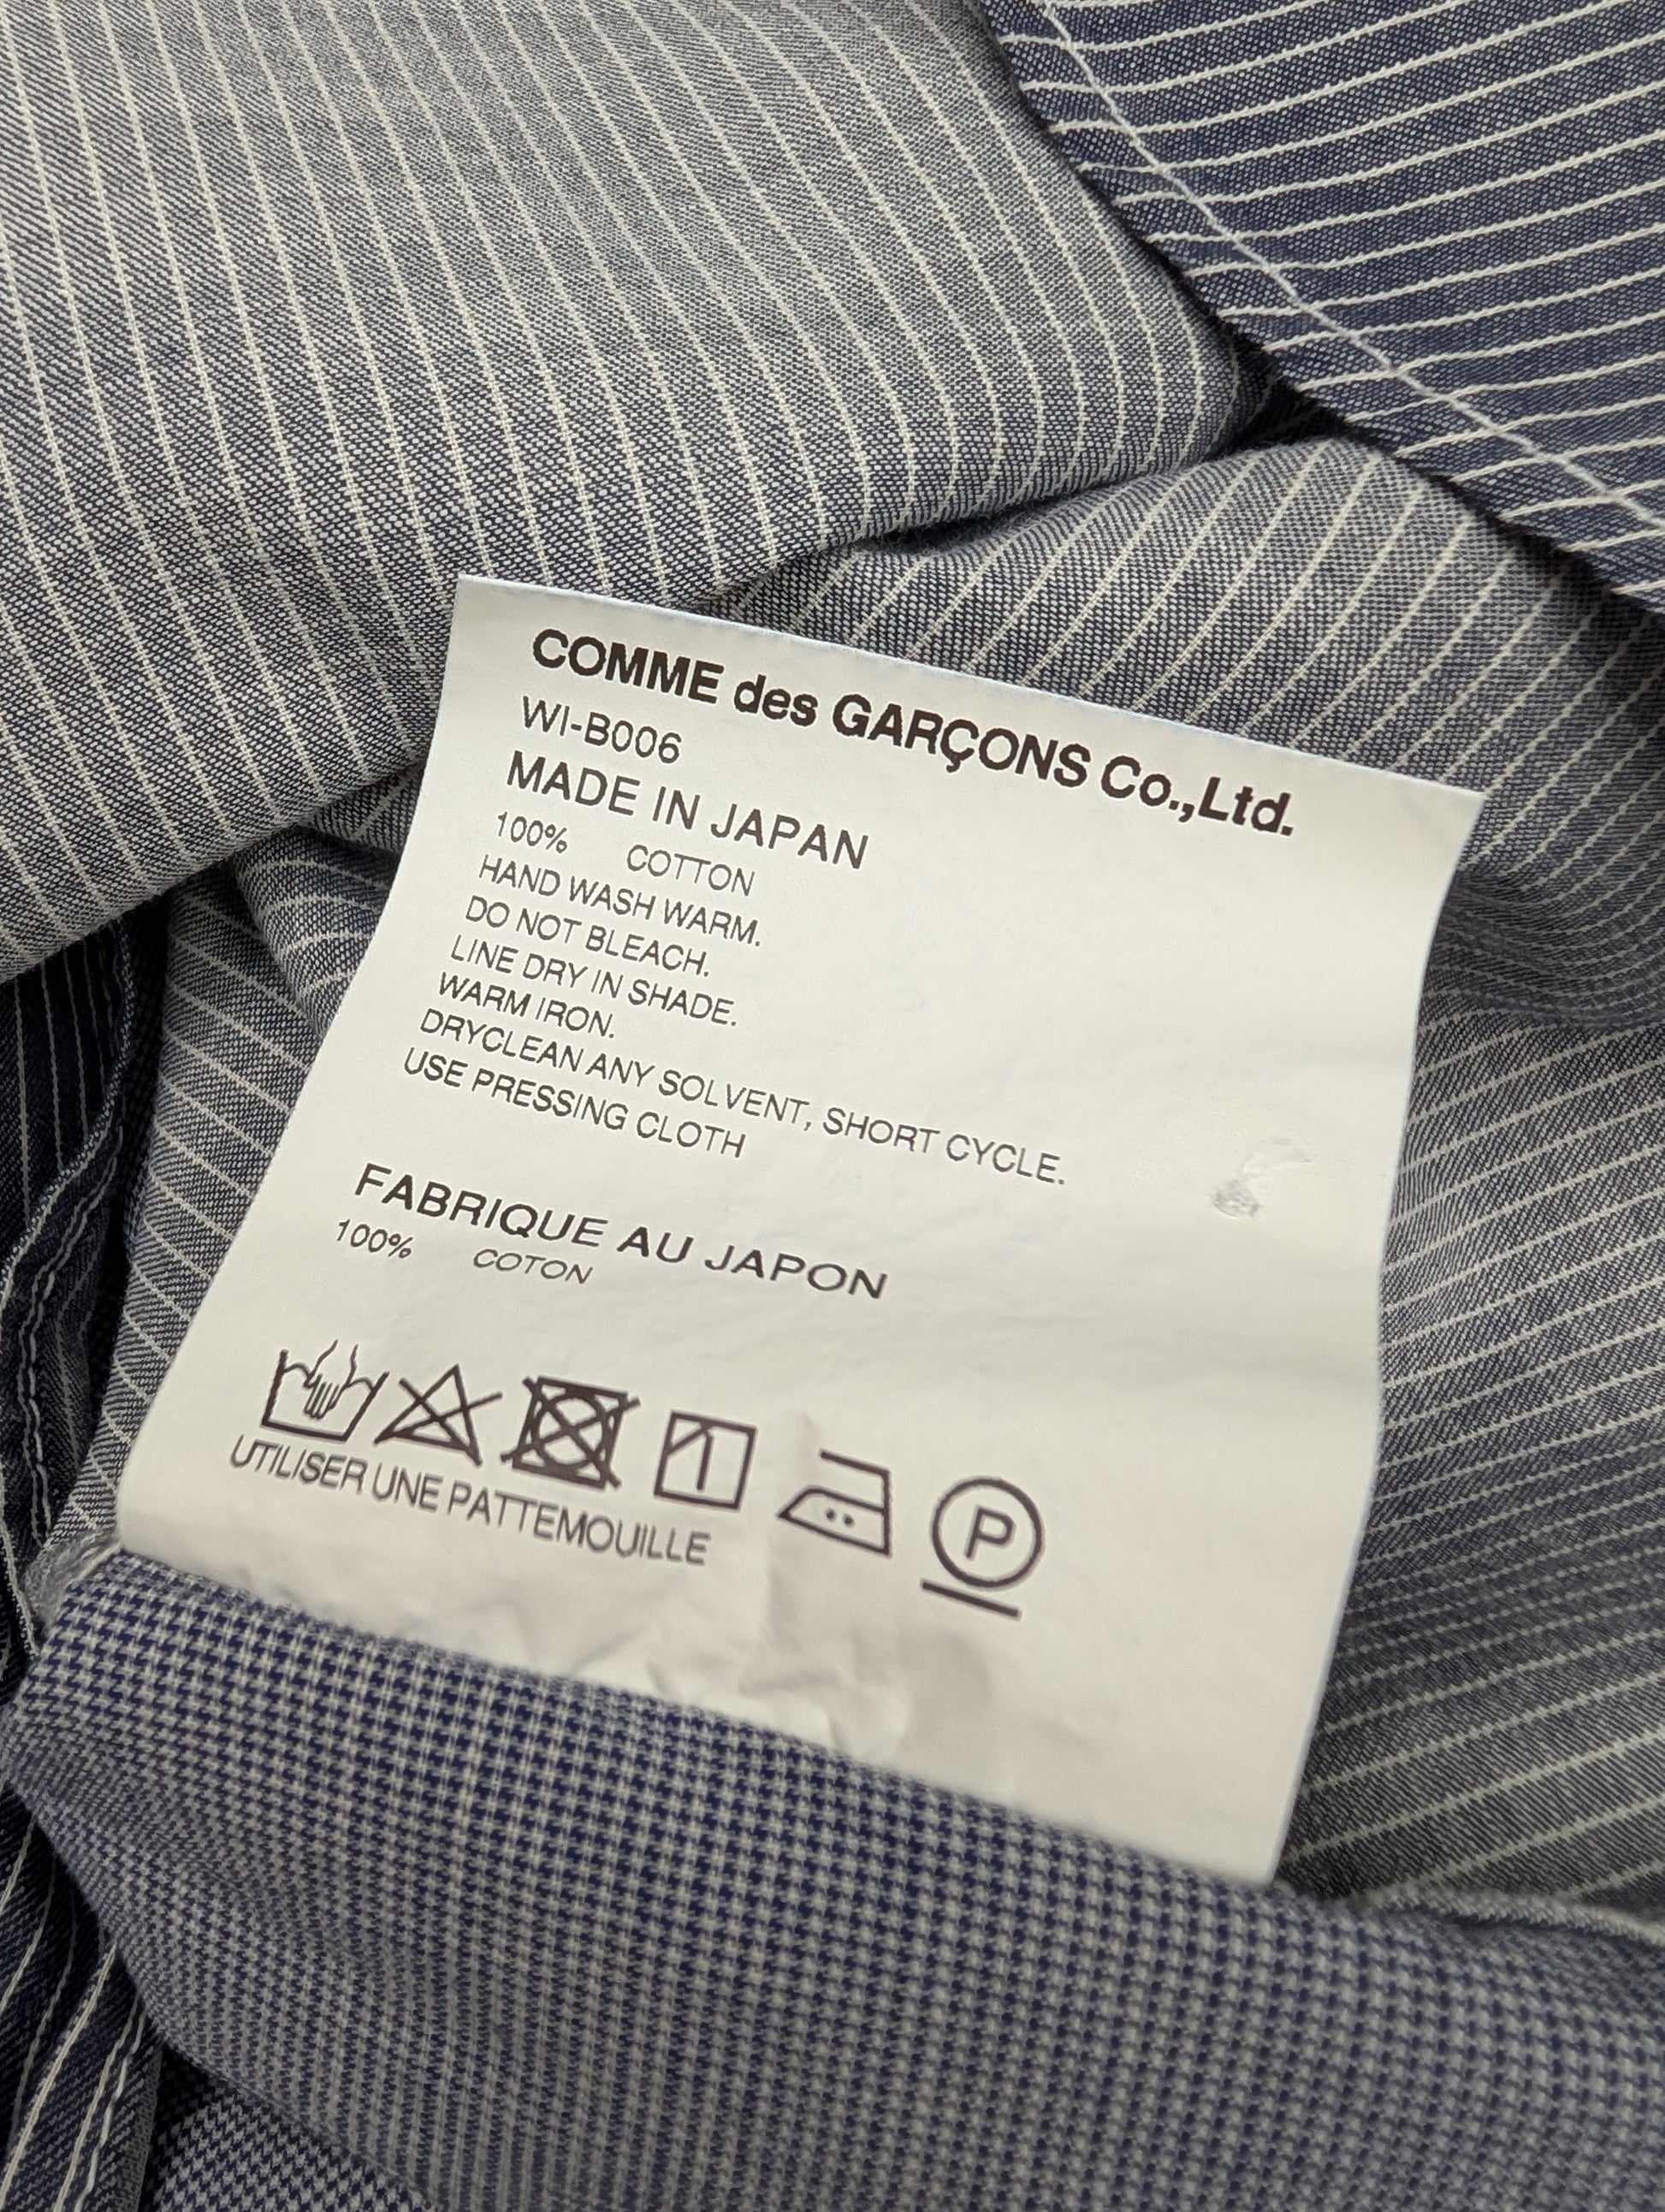 COMME des GARÇONS Co.,Ltd.
WI-B006
MADE IN JAPAN
100% COTTON
HAND WASH WARM.
DO NOT BLEACH.
LINE DRY IN SHADE.
WARM IRON.
DRYCLEAN ANY SOLVENT, SHORT CYCLE.
USE PRESSING CLOTH
FABRIQUE AU JAPON
100% COTON
P
UTILISER UNE PATTEMOUILLE